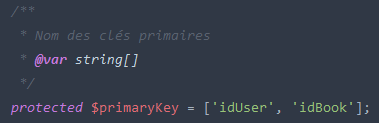 /**
 * Nom des clés primaires
 * @var string[]
 */
protected $primaryKey = ['idUser', 'idBook'];